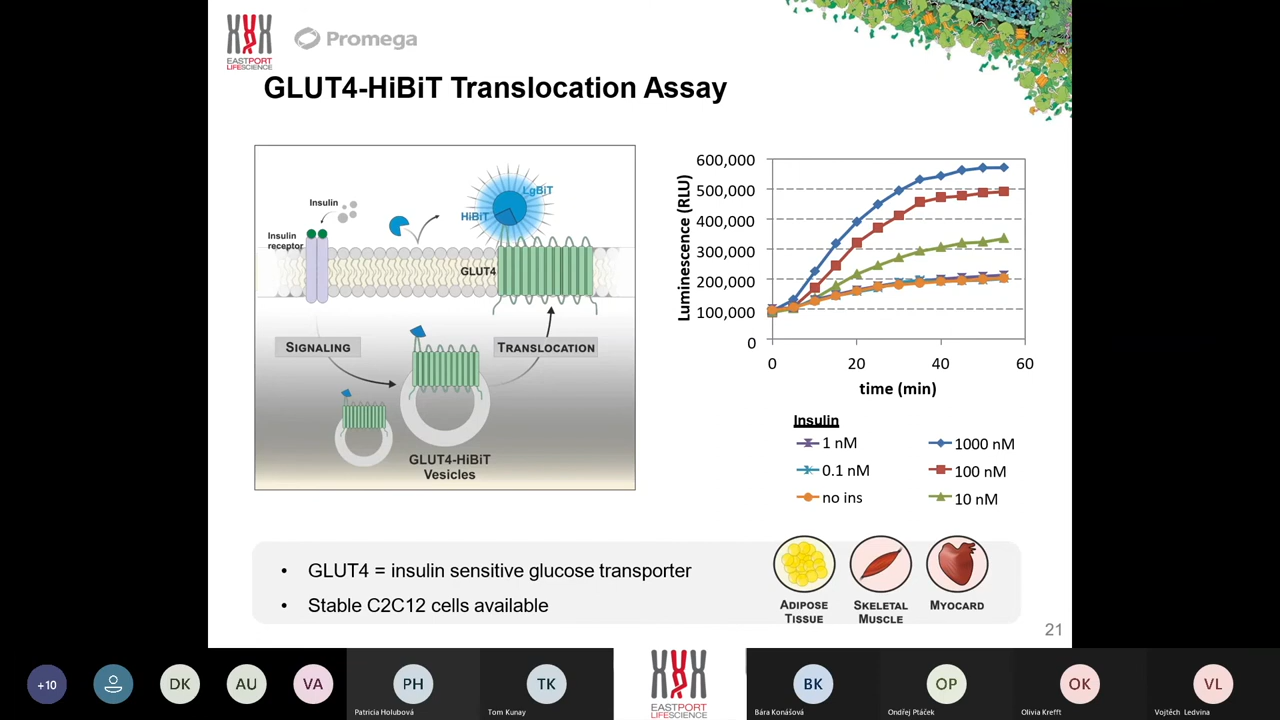 EASTPORT
LIFESCIENCE
Promega
GLUT4-HiBiT Translocation Assay
Insulin
Insulin
receptor
LgBiT
HiBiT
GLUT4
SIGNALING
TRANSLOCATION
GLUT4-HiBiT
Vesicles
Luminescence (RLU)
600,000
500,000
400,000
300,000
200,000
100,000
0
0 20 40 60
time (min)
Insulin
1 nM
1000 nM
0.1 nM
100 nM
no ins
10 nM
• GLUT4 = insulin sensitive glucose transporter
• Stable C2C12 cells available
ADIPOSE
TISSUE
SKELETAL
MUSCLE
MYOCARD
21
+10
DK
AU
VA
PH
Patricia Holubová
TK
Tom Kunay
EASTPORT
LIFESCIENCE
BK
Bára Konášová
OP
Ondřej Ptáček
OK
Olivia Krefft
VL
Vojtěch Ledvina